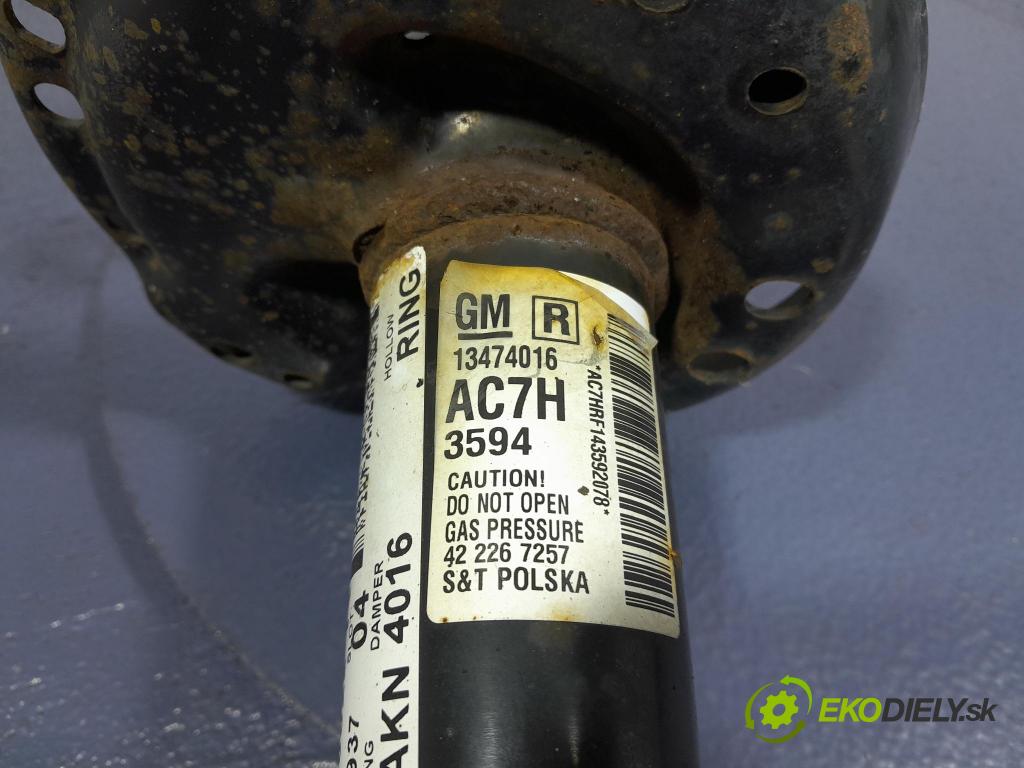 GM R
13474016
AC7H
3594
CAUTION!
DO NOT OPEN
GAS PRESSURE
42 226 7257
S&T POLSKA
*AC7HRF143592078*
HOLLOW
RING
04
DAMPER
AKN 4016
937
EKODIELY.sk